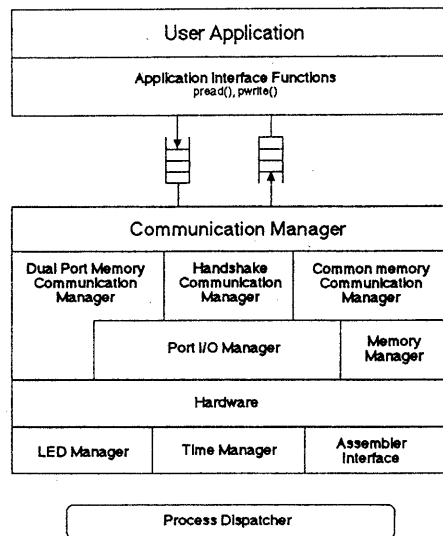 User Application
Application Interface Functions
pread(), pwrite()
Communication Manager
Dual Port Memory
Communication
Manager
Handshake
Communication
Manager
Common memory
Communication
Manager
Port I/O Manager
Memory
Manager
Hardware
LED Manager
Time Manager
Assembler
Interface
Process Dispatcher